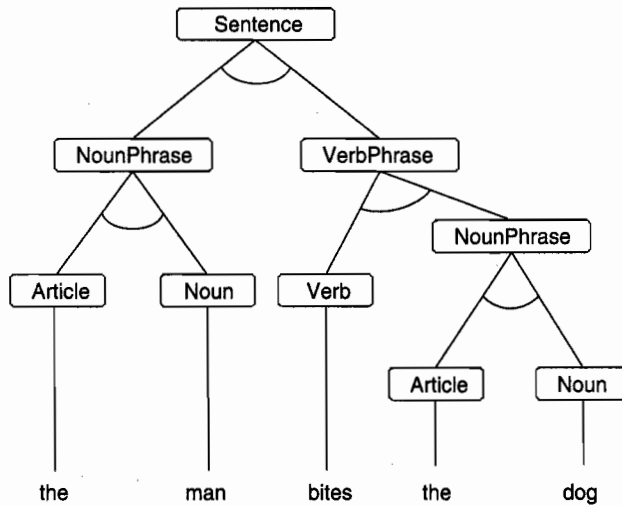 Sentence
NounPhrase VerbPhrase
NounPhrase
Article Noun Verb
Article Noun
the man bites the dog